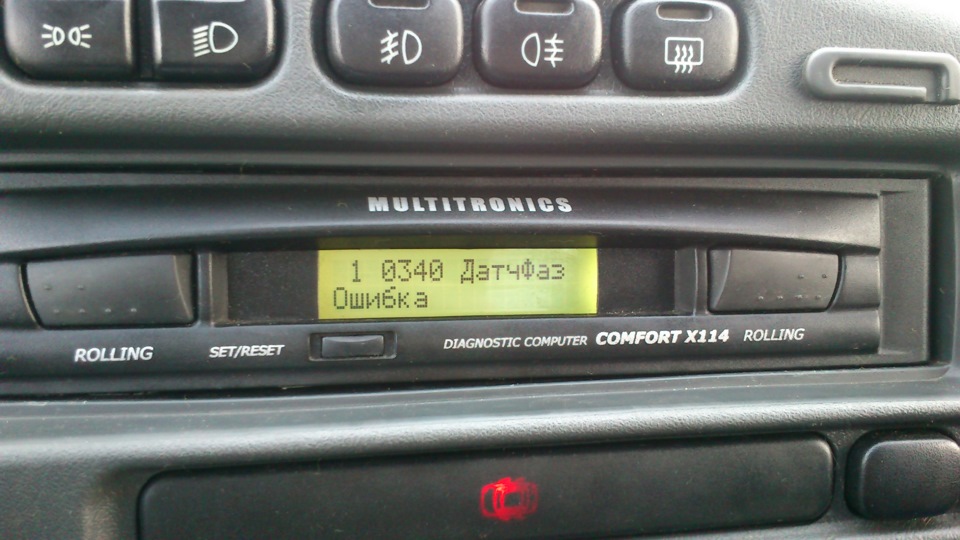 MULTITRONICS
1 0340 ДатчФаз
Ошибка
ROLLING
SET/RESET
DIAGNOSTIC COMPUTER COMFORT X114
ROLLING